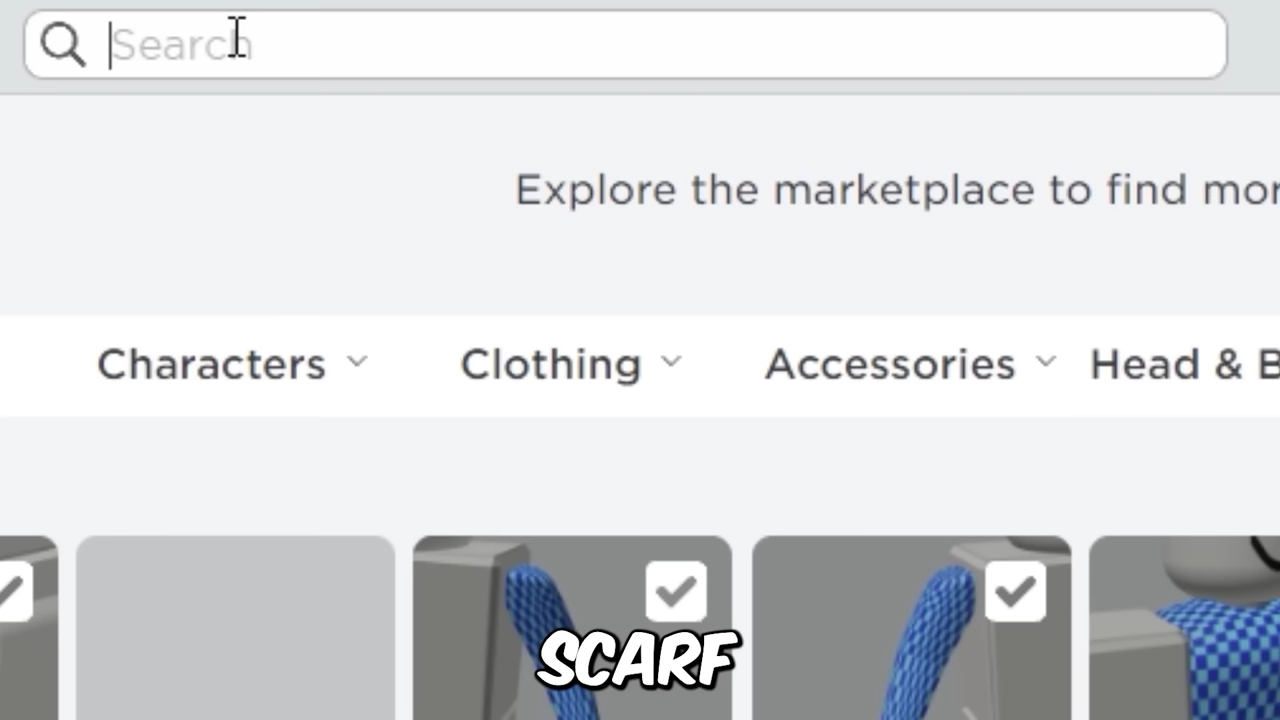 Search
Explore the marketplace to find mor
Characters Clothing Accessories Head & B
SCARF